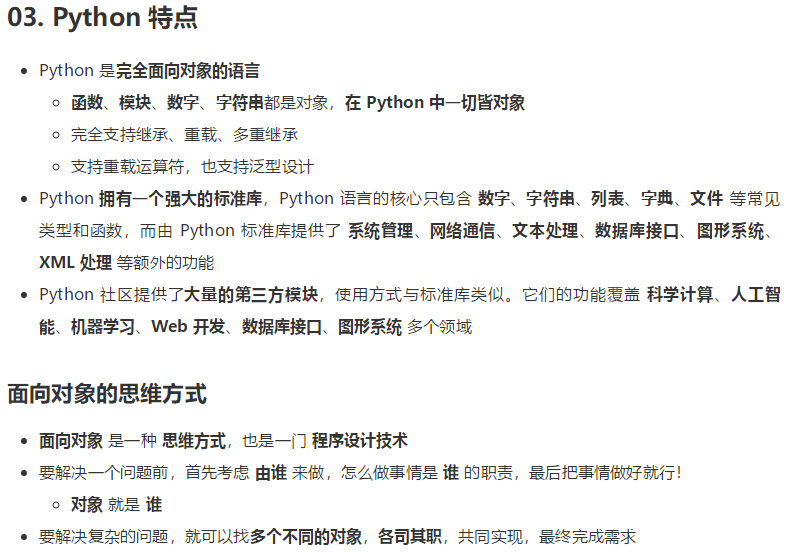 03. Python 特点
Python 是完全面向对象的语言
函数、模块、数字、字符串都是对象，在 Python 中一切皆对象
完全支持继承、重载、多重继承
支持重载运算符，也支持泛型设计
Python 拥有一个强大的标准库，Python 语言的核心只包含 数字、字符串、列表、字典、文件 等常见
类型和函数，而由 Python 标准库提供了 系统管理、网络通信、文本处理、数据库接口、图形系统、
XML 处理 等额外的功能
Python 社区提供了大量的第三方模块，使用方式与标准库类似。它们的功能覆盖 科学计算、人工智
能、机器学习、Web 开发、数据库接口、图形系统 多个领域
面向对象的思维方式
面向对象 是一种 思维方式，也是一门 程序设计技术
要解决一个问题前，首先考虑 由谁 来做，怎么做事情是 谁 的职责，最后把事情做好就行！
对象 就是 谁
要解决复杂的问题，就可以找多个不同的对象，各司其职，共同实现，最终完成需求